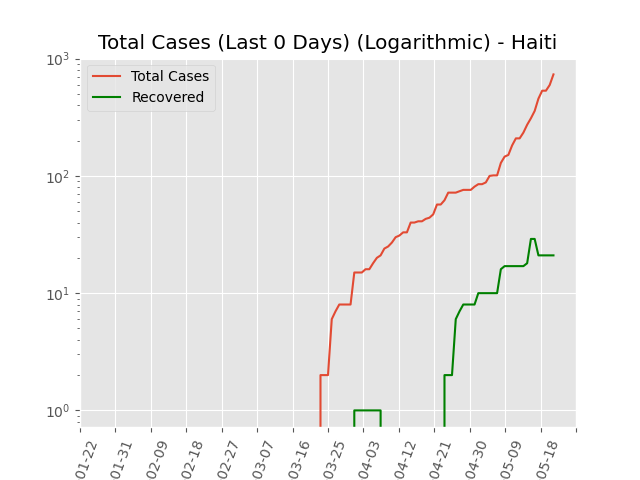 Total Cases (Last 0 Days) (Logarithmic) - Haiti
10³
Total Cases
Recovered
10²
10¹
10⁰
01-22 01-31 02-09 02-18 02-27 03-07 03-16 03-25 04-03 04-12 04-21 04-30 05-09 05-18